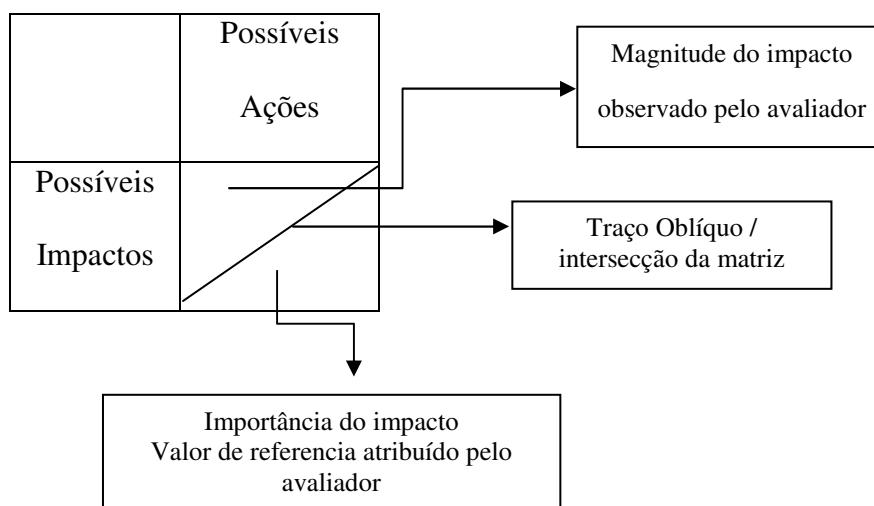 Possíveis
Ações
Possíveis
Impactos
Magnitude do impacto
observado pelo avaliador
Traço Oblíquo /
intersecção da matriz
Importância do impacto
Valor de referencia atribuído pelo
avaliador